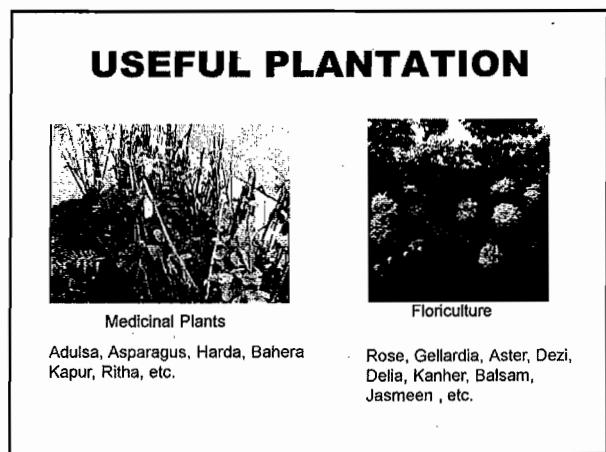 USEFUL PLANTATION
Medicinal Plants
Adulsa, Asparagus, Harda, Bahera
Kapur, Ritha, etc.
Floriculture
Rose, Gellardia, Aster, Dezi,
Delia, Kanher, Balsam,
Jasmeen , etc.